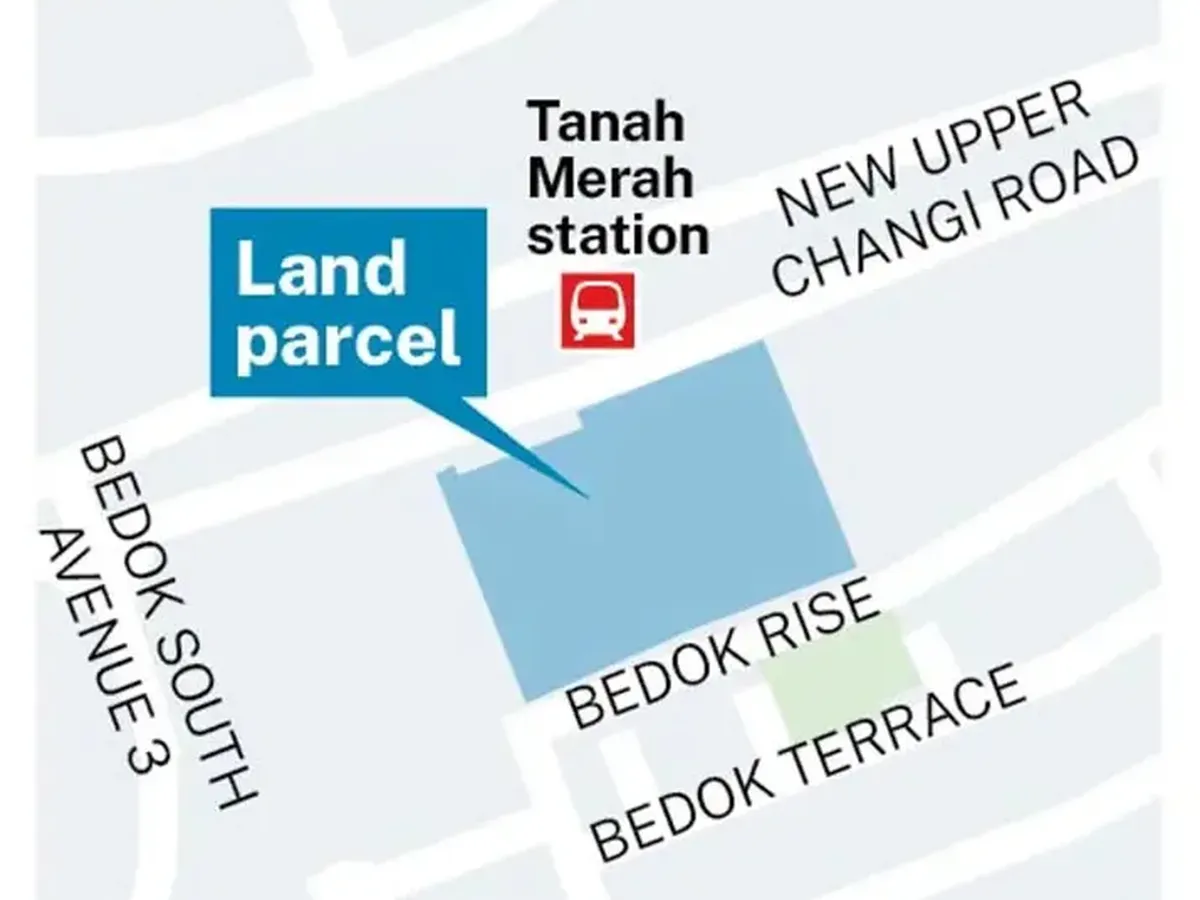 Tanah
Merah
station
NEW UPPER
CHANGI ROAD
Land
parcel
BEDOK SOUTH
AVENUE 3
BEDOK RISE
BEDOK TERRACE